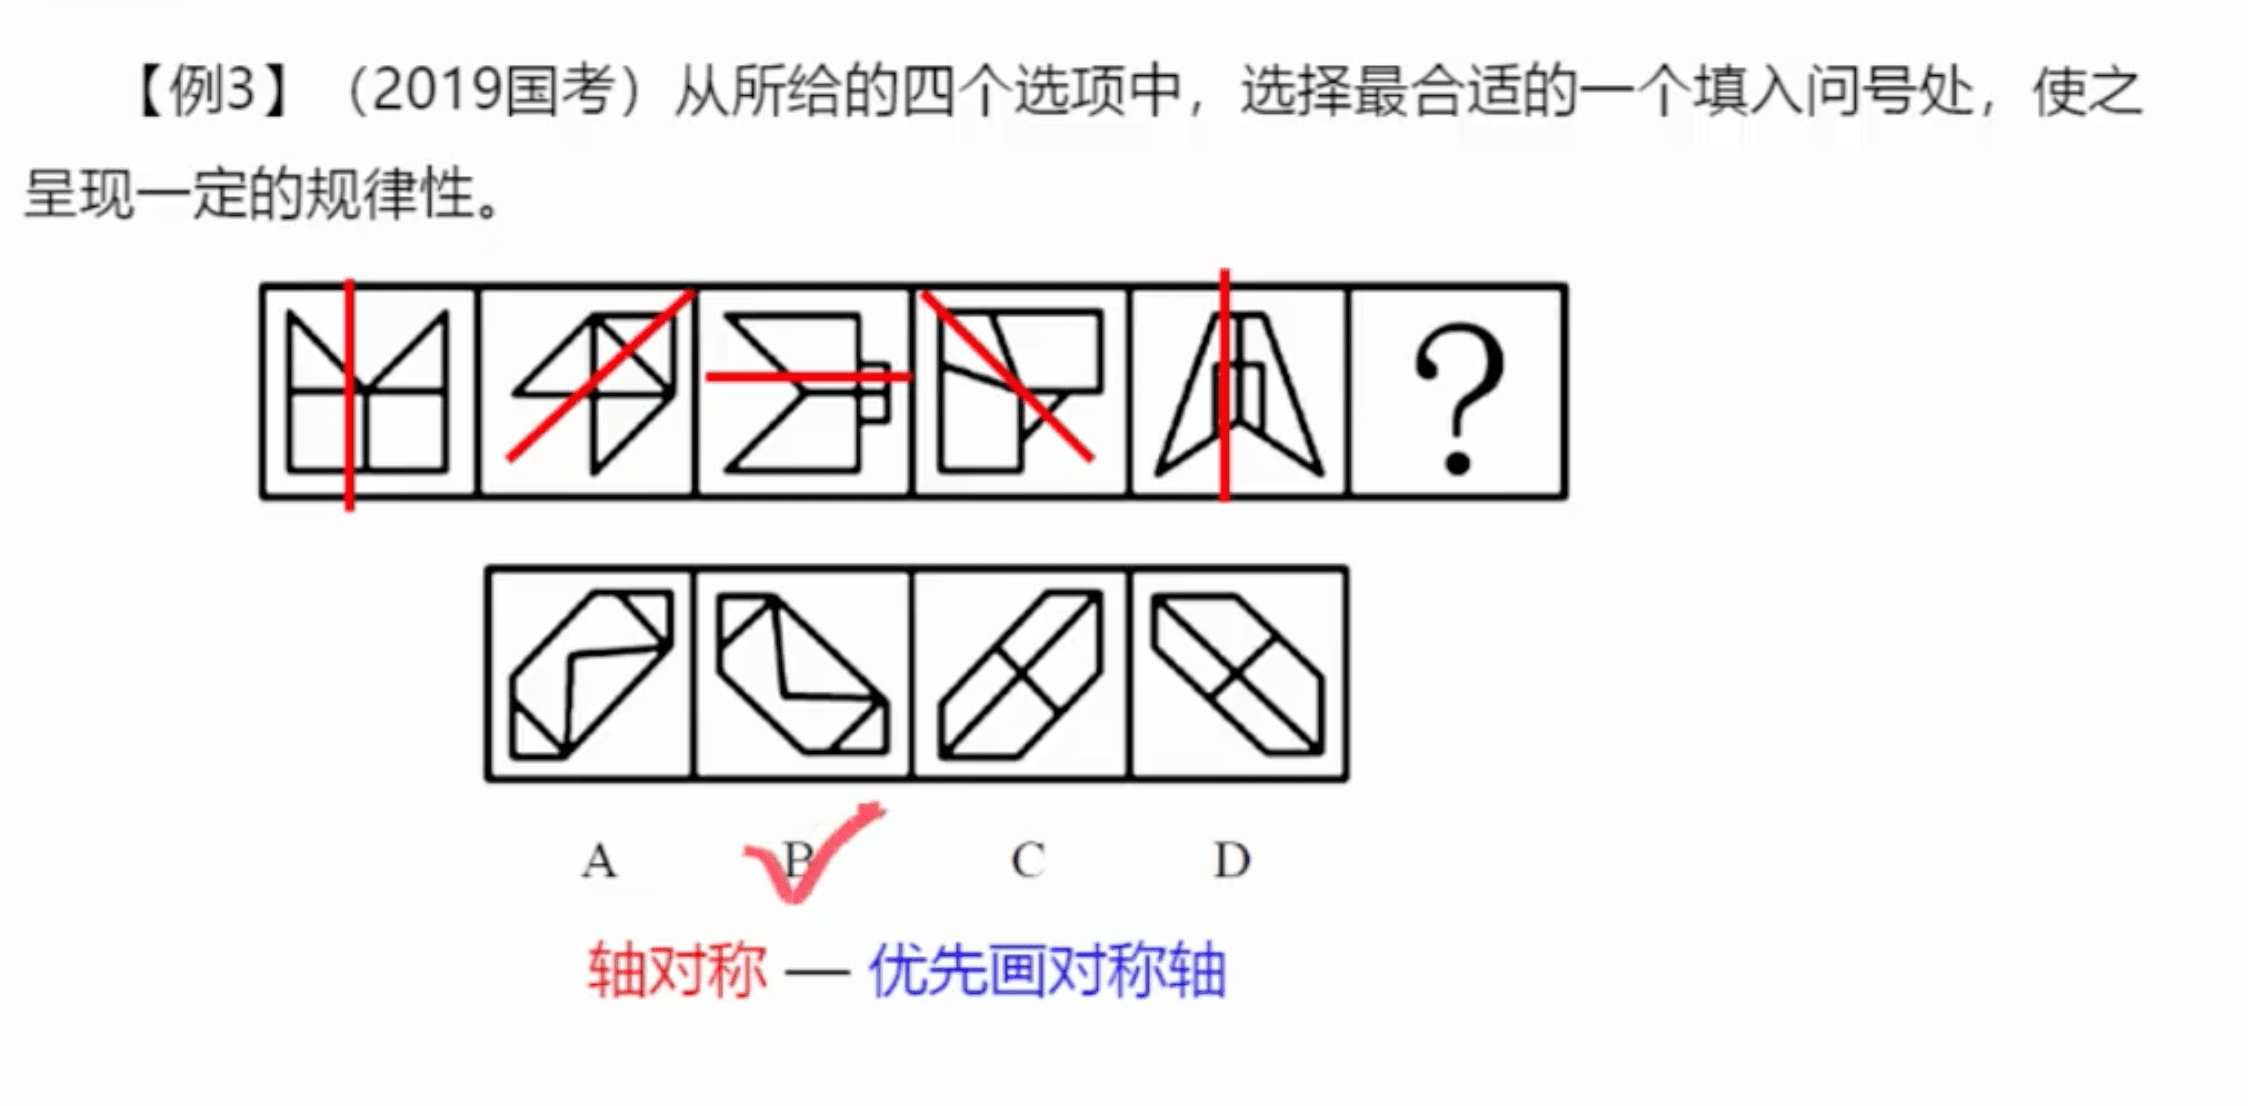 【例3】（2019国考）从所给的四个选项中，选择最合适的一个填入问号处，使之
呈现一定的规律性。
?
A B C D
轴对称 — 优先画对称轴